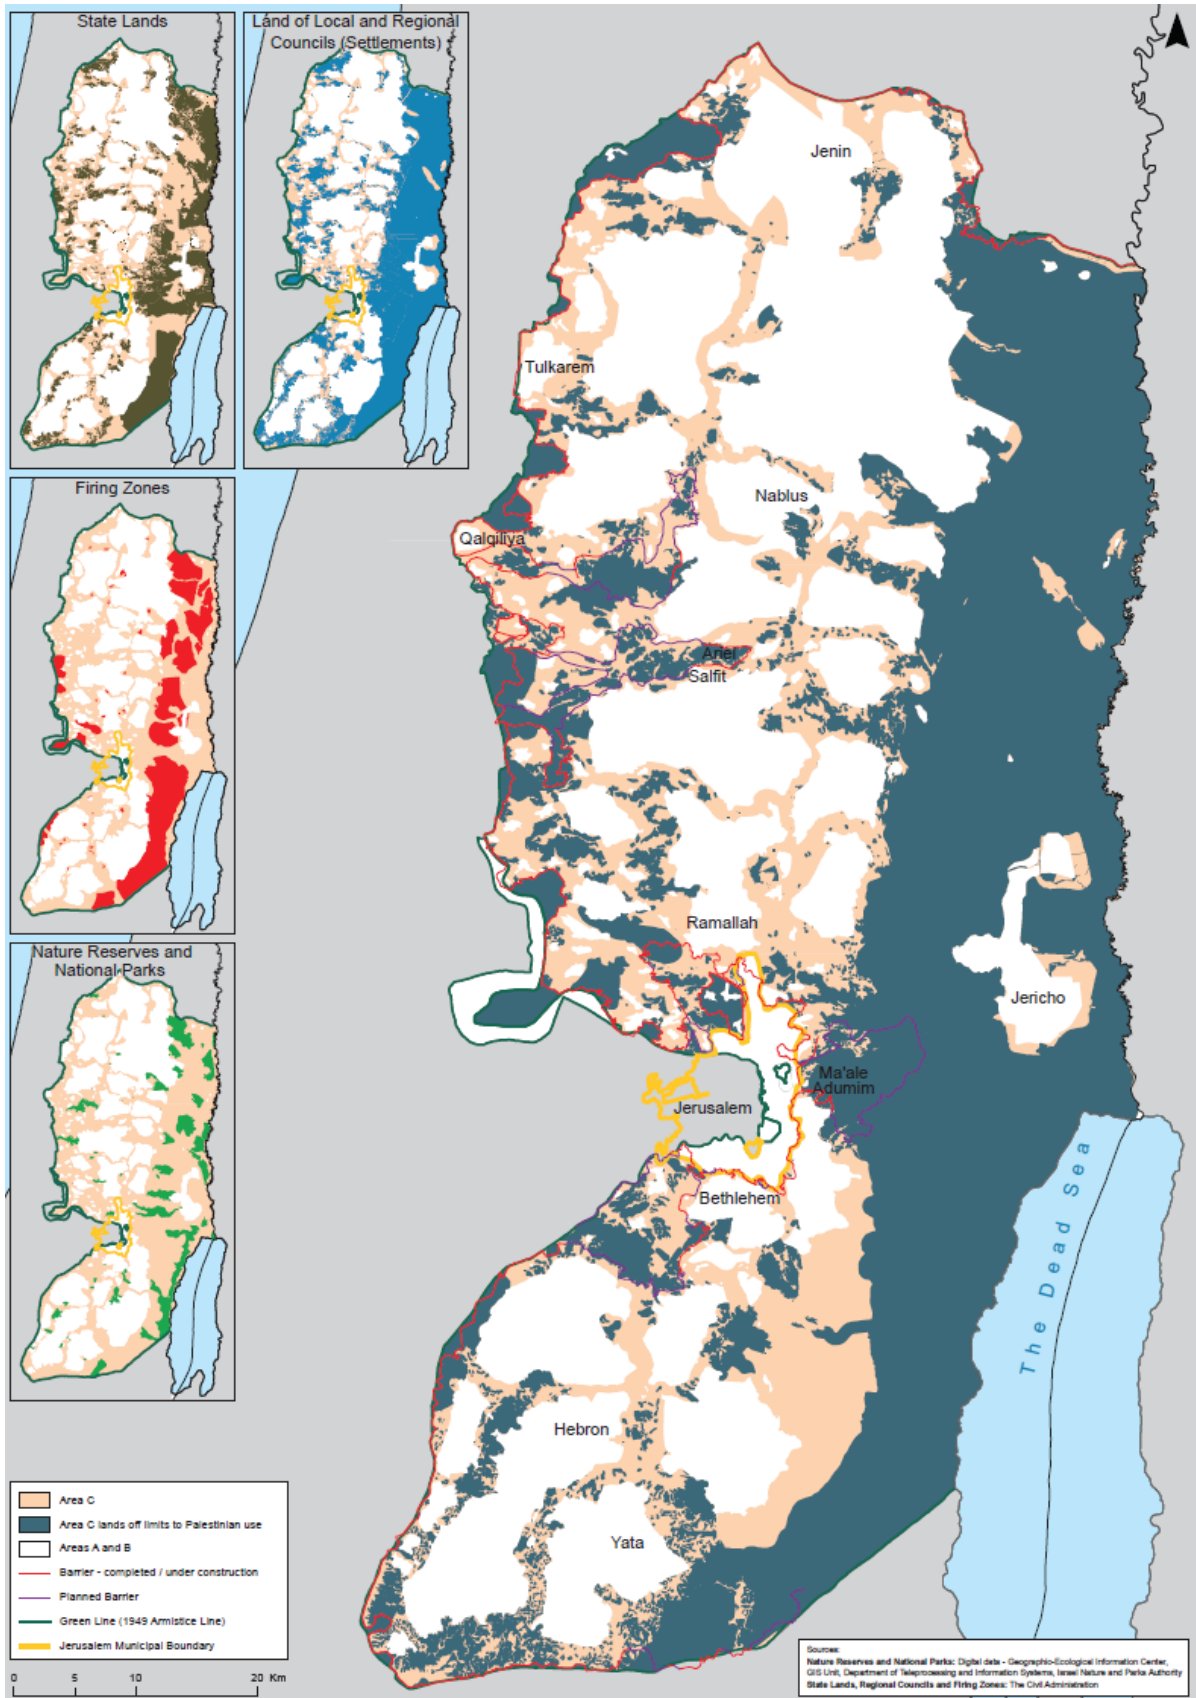 State Lands
Land of Local and Regional
Councils (Settlements)
Firing Zones
Nature Reserves and
National Parks
Jenin
Tulkarem
Nablus
Qalqiliya
Ariel
Salfit
Ramallah
Jericho
Ma'ale
Adumim
Jerusalem
Bethlehem
The Dead Sea
Hebron
Yata
Area C
Area C lands off limits to Palestinian use
Areas A and B
Barrier - completed / under construction
Planned Barrier
Green Line (1949 Armistice Line)
Jerusalem Municipal Boundary
0 5 10 20 Km
Sources:
Nature Reserves and National Parks: Digital data - Geographic-Ecological Information Center,
GIS Unit, Department of Teleprocessing and Information Systems, Israel Nature and Parks Authority
State Lands, Regional Councils and Firing Zones: The Civil Administration